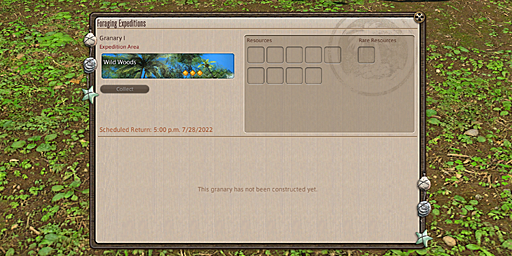 Foraging Expeditions
Granary I
Expedition Area
Wild Woods
Collect
Scheduled Return: 5:00 p.m. 7/28/2022
Resources
Rare Resources
This granary has not been constructed yet.